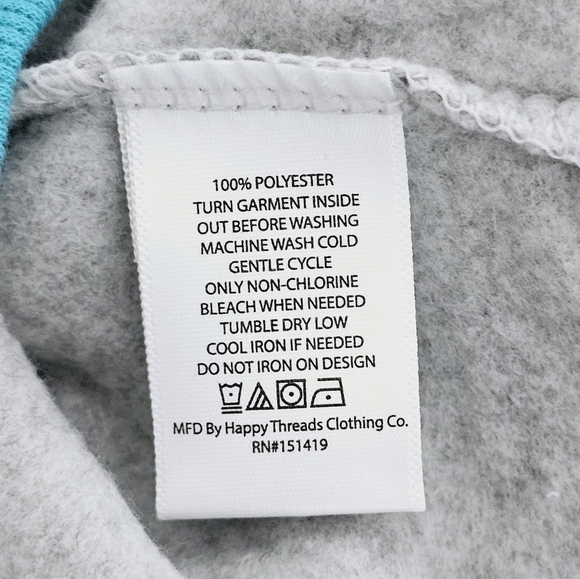 100% POLYESTER
TURN GARMENT INSIDE
OUT BEFORE WASHING
MACHINE WASH COLD
GENTLE CYCLE
ONLY NON-CHLORINE
BLEACH WHEN NEEDED
TUMBLE DRY LOW
COOL IRON IF NEEDED
DO NOT IRON ON DESIGN
MFD By Happy Threads Clothing Co.
RN#151419